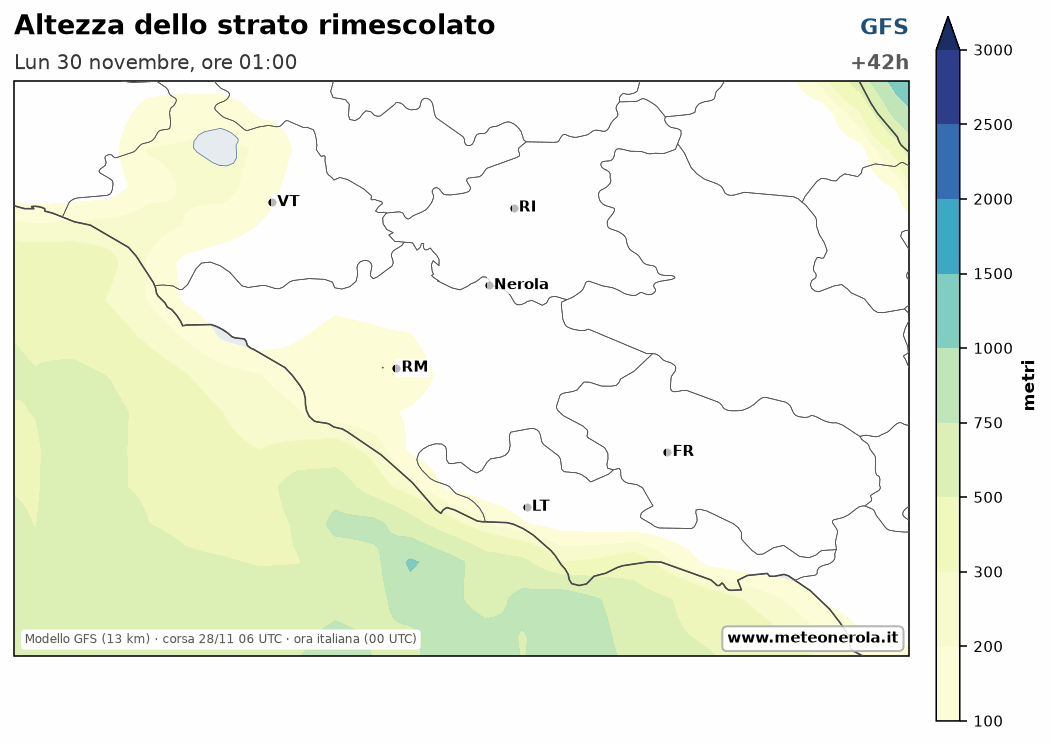 Altezza dello strato rimescolato
GFS
Lun 30 novembre, ore 01:00
+42h
3000
2500
2000
1500
1000
750
500
300
200
100
metri
VT
RI
Nerola
RM
FR
LT
Modello GFS (13 km) · corsa 28/11 06 UTC · ora italiana (00 UTC)
www.meteonerola.it